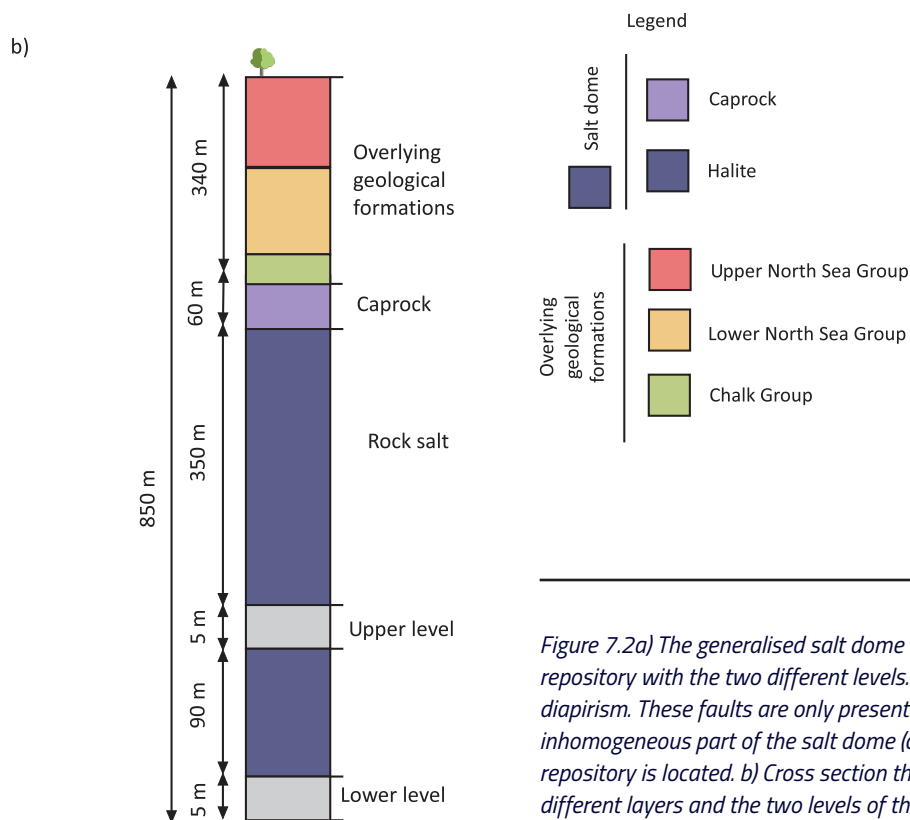 b)
340 m
60 m
350 m
850 m
5 m
90 m
5 m
Overlying
geological
formations
Caprock
Rock salt
Upper level
Lower level
Legend
Salt dome
Caprock
Halite
Overlying
geological
formations
Upper North Sea Group
Lower North Sea Group
Chalk Group
Figure 7.2a) The generalised salt dome
repository with the two different levels.
diapirism. These faults are only present
inhomogeneous part of the salt dome (
repository is located. b) Cross section th
different layers and the two levels of th